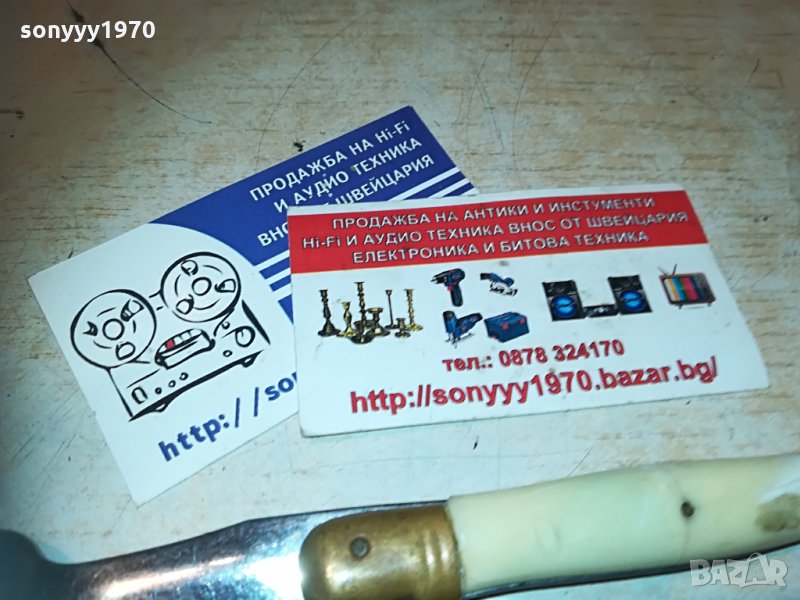 sonyyy1970
ПРОДАЖБА НА Hi-Fi
И АУДИО ТЕХНИКА
ШВЕЙЦАРИЯ
http://so
ПРОДАЖБА НА АНТИКИ И ИНСТУМЕНТИ
Hi-Fi И АУДИО ТЕХНИКА ВНОС ОТ ШВЕЙЦАРИЯ
ЕЛЕКТРОНИКА И БИТОВА ТЕХНИКА
тел.: 0878 324170
http://sonyyy1970.bazar.bg/
BAZAR